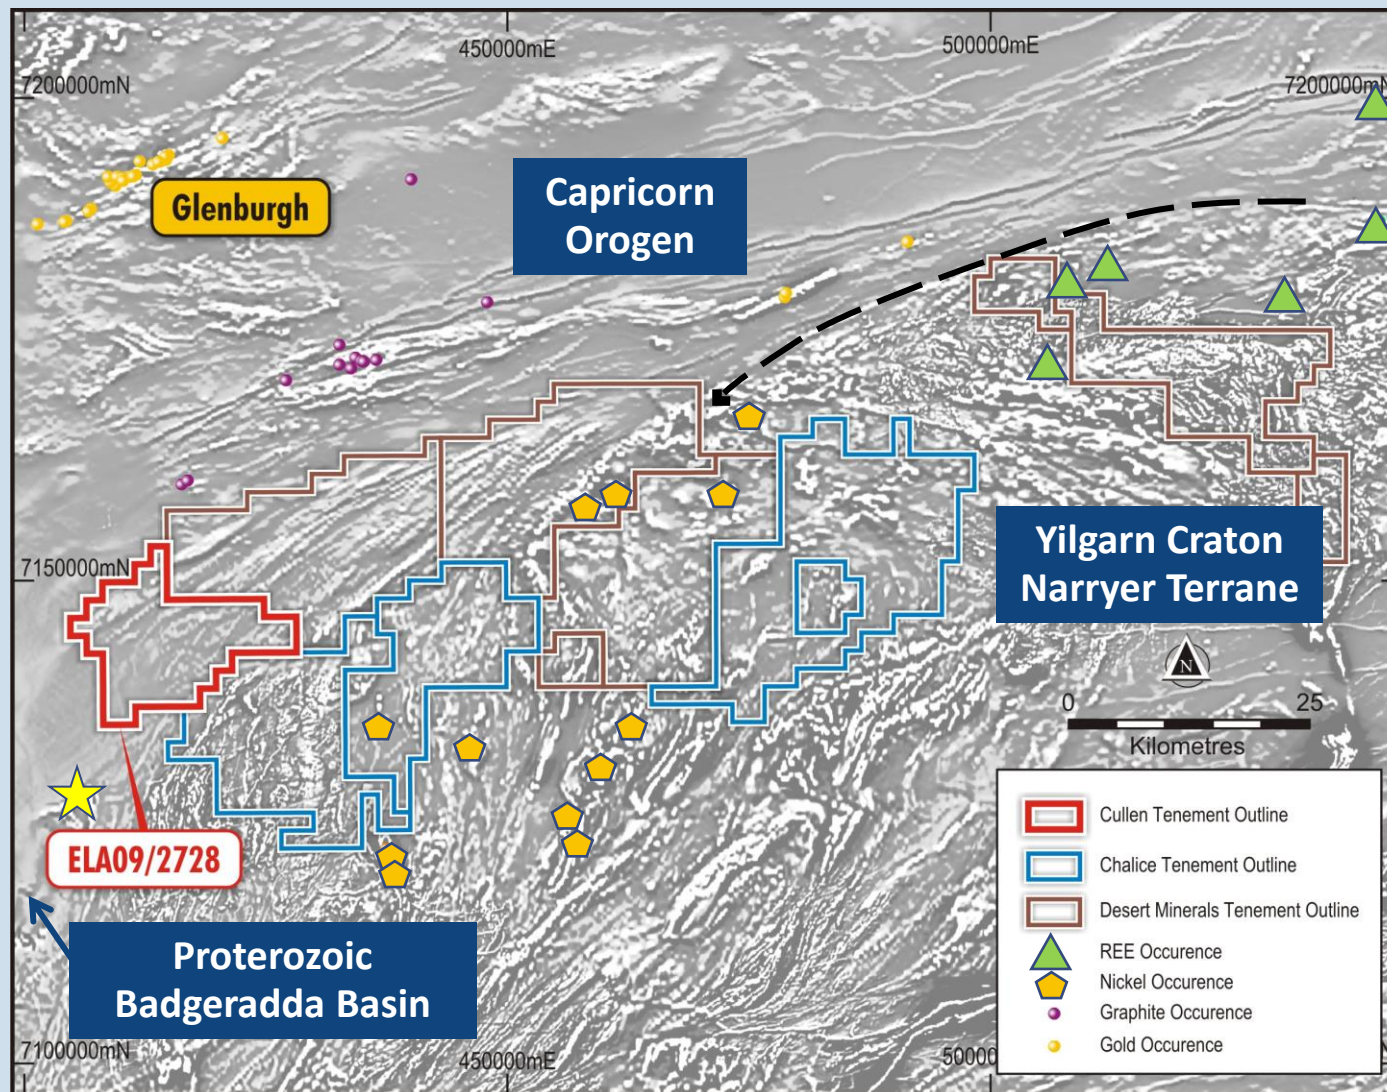 450000mE
500000mE
7200000mN
7200000mN
Capricorn
Orogen
Glenburgh
Yilgarn Craton
Narryer Terrane
7150000mN
N
0 25
Kilometres
ELA09/2728
Proterozoic
Badgeradda Basin
Cullen Tenement Outline
Chalice Tenement Outline
Desert Minerals Tenement Outline
REE Occurence
Nickel Occurence
Graphite Occurence
Gold Occurence
7100000mN
450000mE
50000